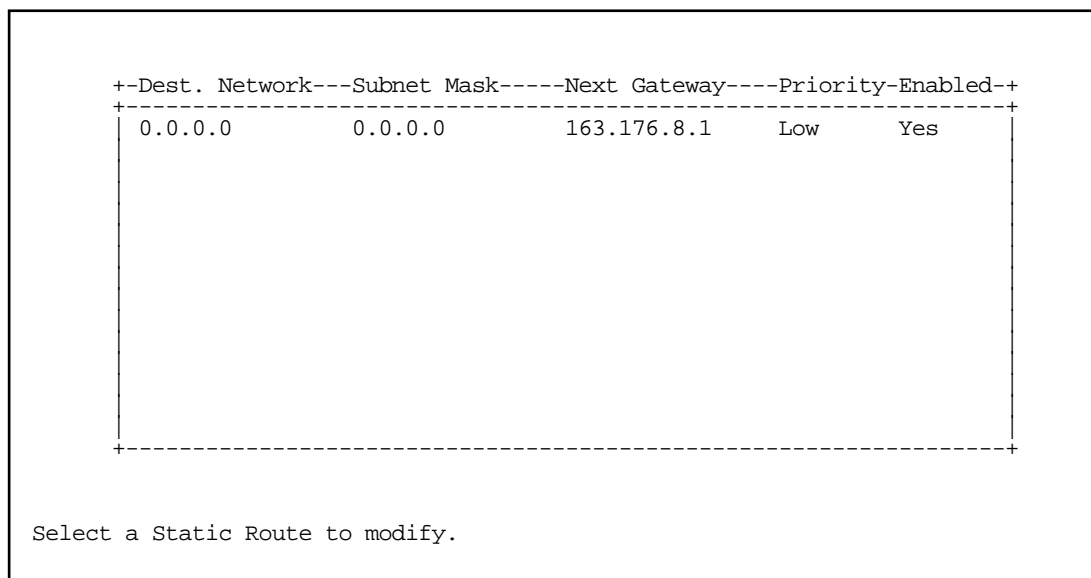 +-Dest. Network---Subnet Mask-----Next Gateway----Priority-Enabled-+
+------------------------------------------------------------------+
| 0.0.0.0         0.0.0.0         163.176.8.1     Low      Yes     |
+------------------------------------------------------------------+
Select a Static Route to modify.